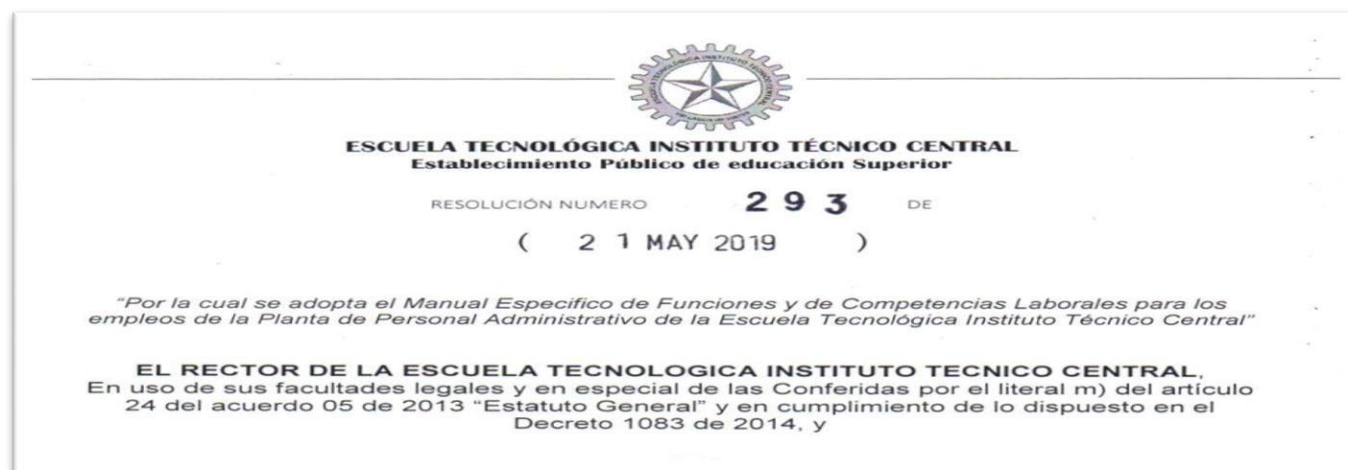 ESCUELA TECNOLÓGICA INSTITUTO TÉCNICO CENTRAL
Establecimiento Público de educación Superior
RESOLUCIÓN NUMERO 293 DE
( 21 MAY 2019 )
"Por la cual se adopta el Manual Especifico de Funciones y de Competencias Laborales para los
empleos de la Planta de Personal Administrativo de la Escuela Tecnológica Instituto Técnico Central"
EL RECTOR DE LA ESCUELA TECNOLOGICA INSTITUTO TECNICO CENTRAL,
En uso de sus facultades legales y en especial de las Conferidas por el literal m) del artículo
24 del acuerdo 05 de 2013 "Estatuto General" y en cumplimiento de lo dispuesto en el
Decreto 1083 de 2014, y